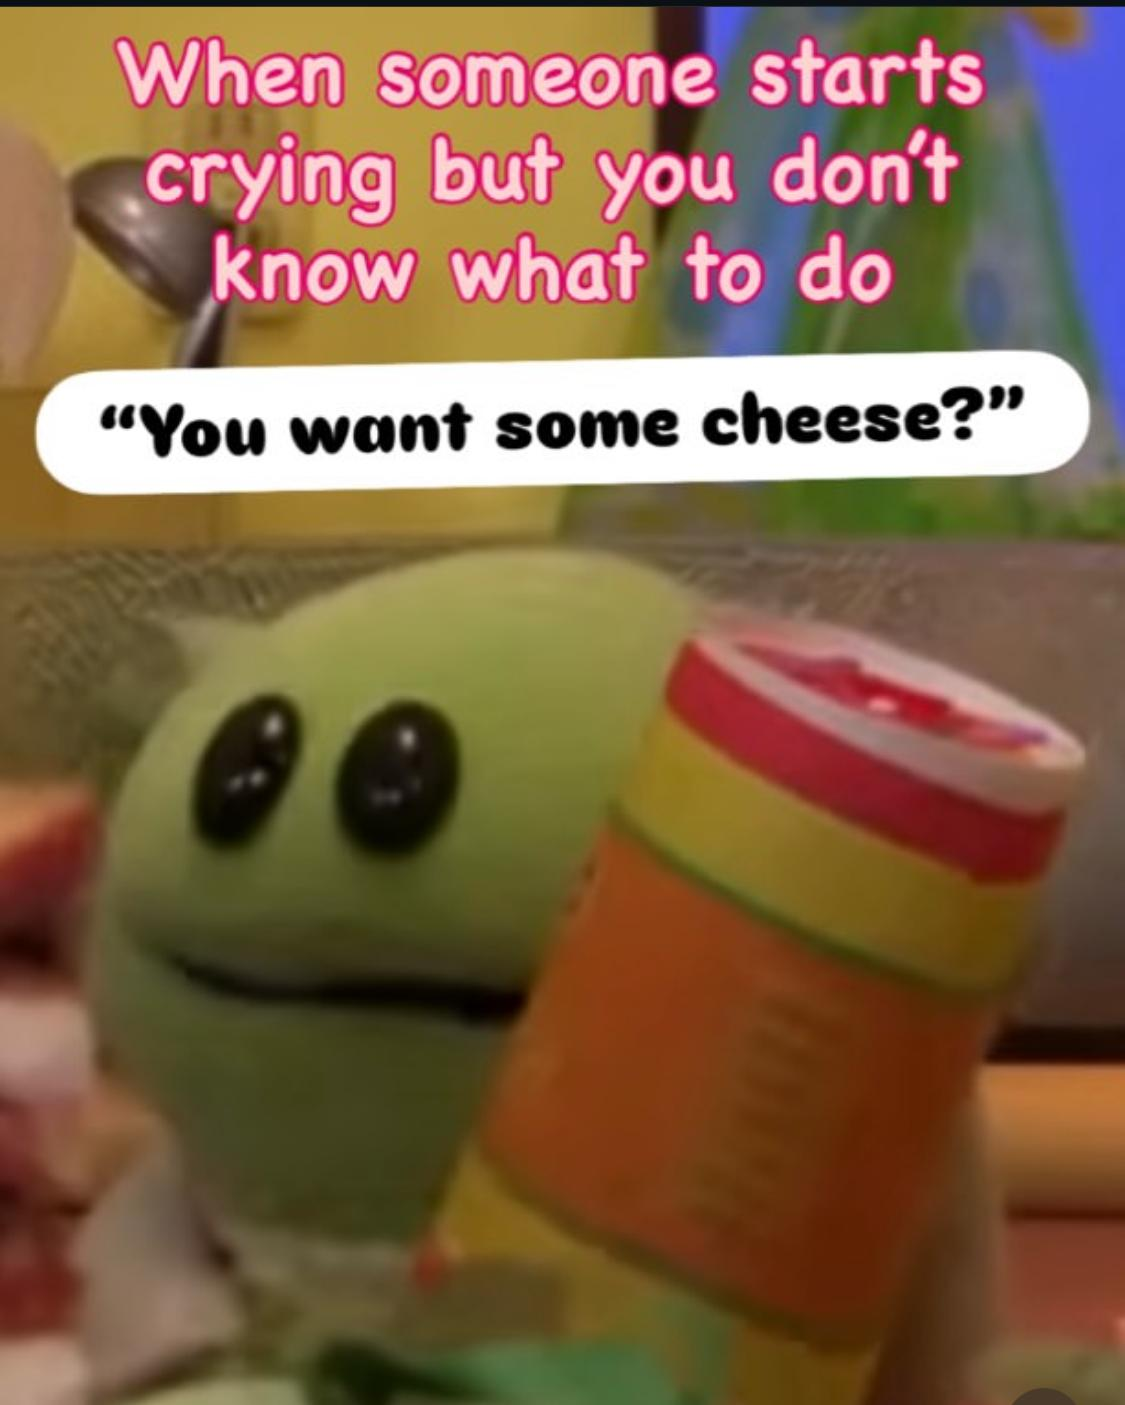 When someone starts
crying but you don't
know what to do
“You want some cheese?”